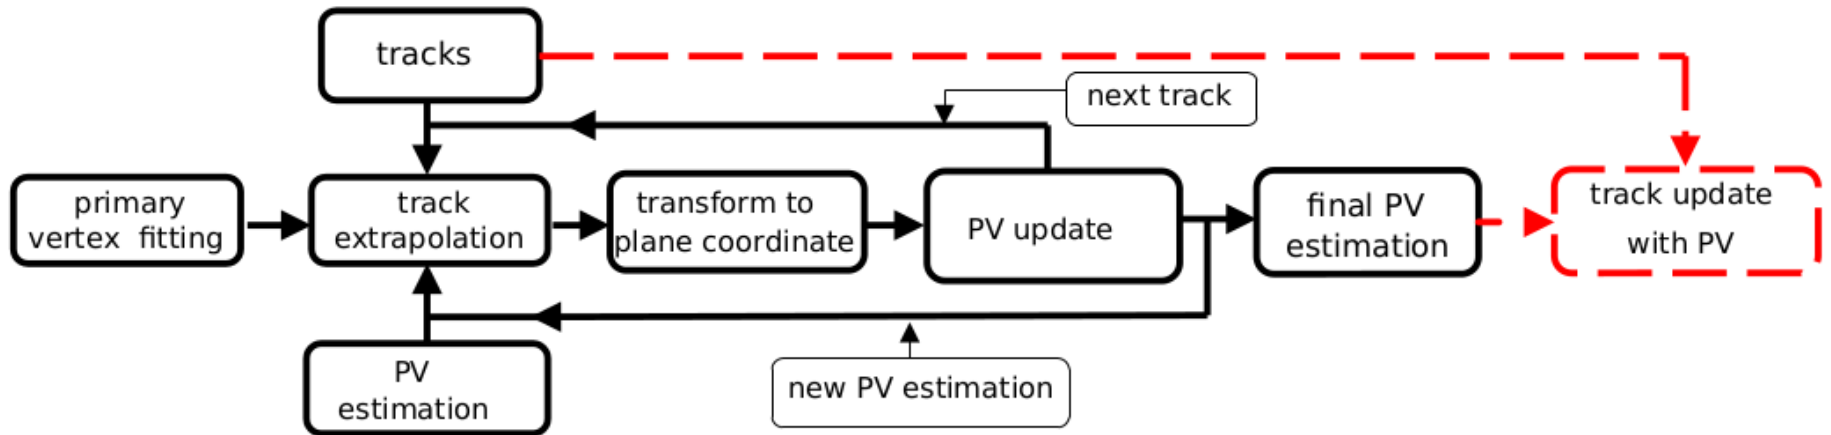 tracks
next track
primary
vertex fitting
track
extrapolation
transform to
plane coordinate
PV update
final PV
estimation
track update
with PV
PV
estimation
new PV estimation